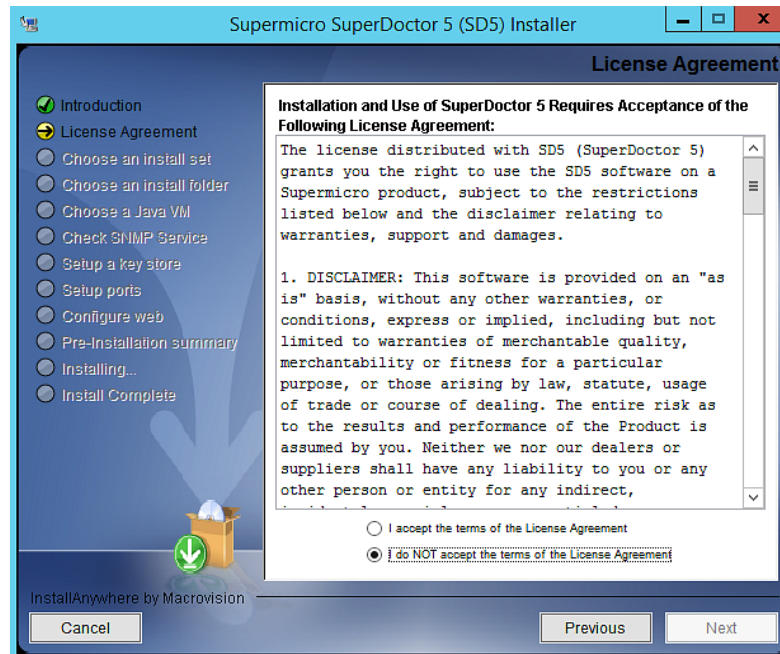 Supermicro SuperDoctor 5 (SD5) Installer
License Agreement
Introduction
License Agreement
Choose an install set
Choose an install folder
Choose a Java VM
Check SNMP Service
Setup a key store
Setup ports
Configure web
Pre-Installation summary
Installing...
Install Complete
Installation and Use of SuperDoctor 5 Requires Acceptance of the
Following License Agreement:
The license distributed with SD5 (SuperDoctor 5)
grants you the right to use the SD5 software on a
Supermicro product, subject to the restrictions
listed below and the disclaimer relating to
warranties, support and damages.
1. DISCLAIMER: This software is provided on an "as
is" basis, without any other warranties, or
conditions, express or implied, including but not
limited to warranties of merchantable quality,
merchantability or fitness for a particular
purpose, or those arising by law, statute, usage
of trade or course of dealing. The entire risk as
to the results and performance of the Product is
assumed by you. Neither we nor our dealers or
suppliers shall have any liability to you or any
other person or entity for any indirect,
I accept the terms of the License Agreement
I do NOT accept the terms of the License Agreement
InstallAnywhere by Macrovision
Cancel
Previous
Next